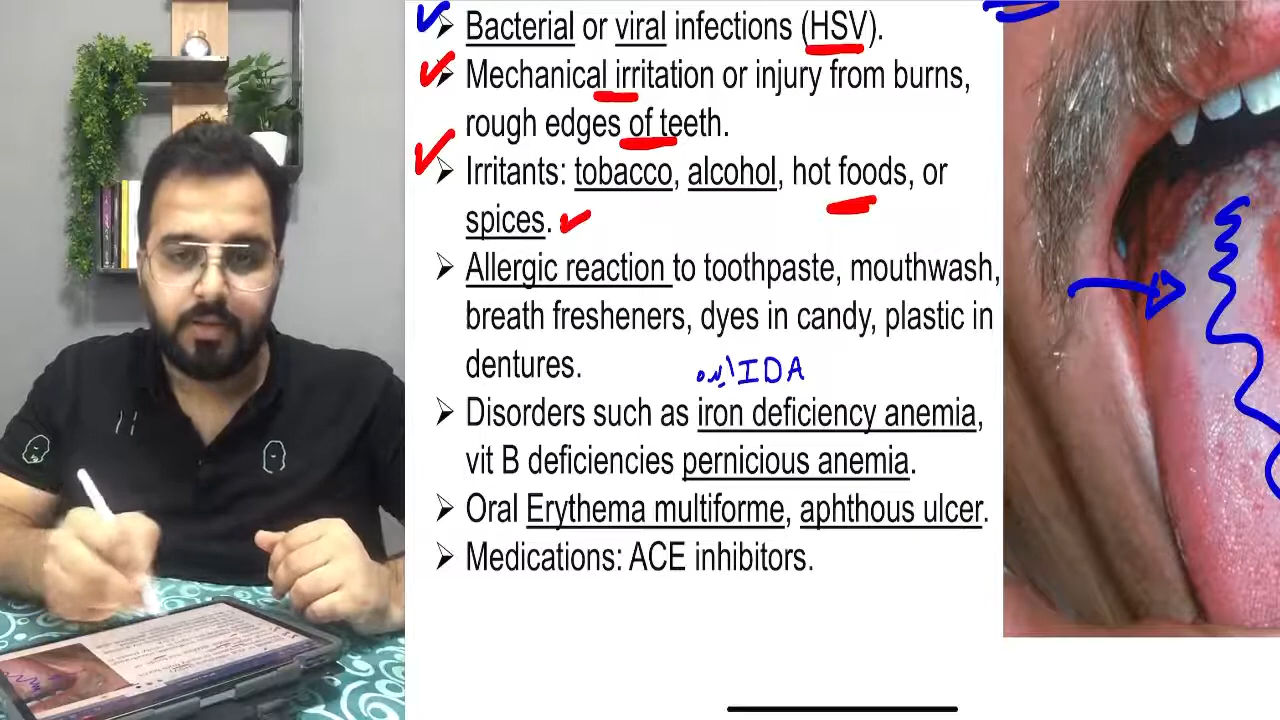 ➢ Bacterial or viral infections (HSV).
➢ Mechanical irritation or injury from burns,
rough edges of teeth.
➢ Irritants: tobacco, alcohol, hot foods, or
spices.
➢ Allergic reaction to toothpaste, mouthwash,
breath fresheners, dyes in candy, plastic in
dentures.
IDA
➢ Disorders such as iron deficiency anemia,
vit B deficiencies pernicious anemia.
➢ Oral Erythema multiforme, aphthous ulcer.
➢ Medications: ACE inhibitors.